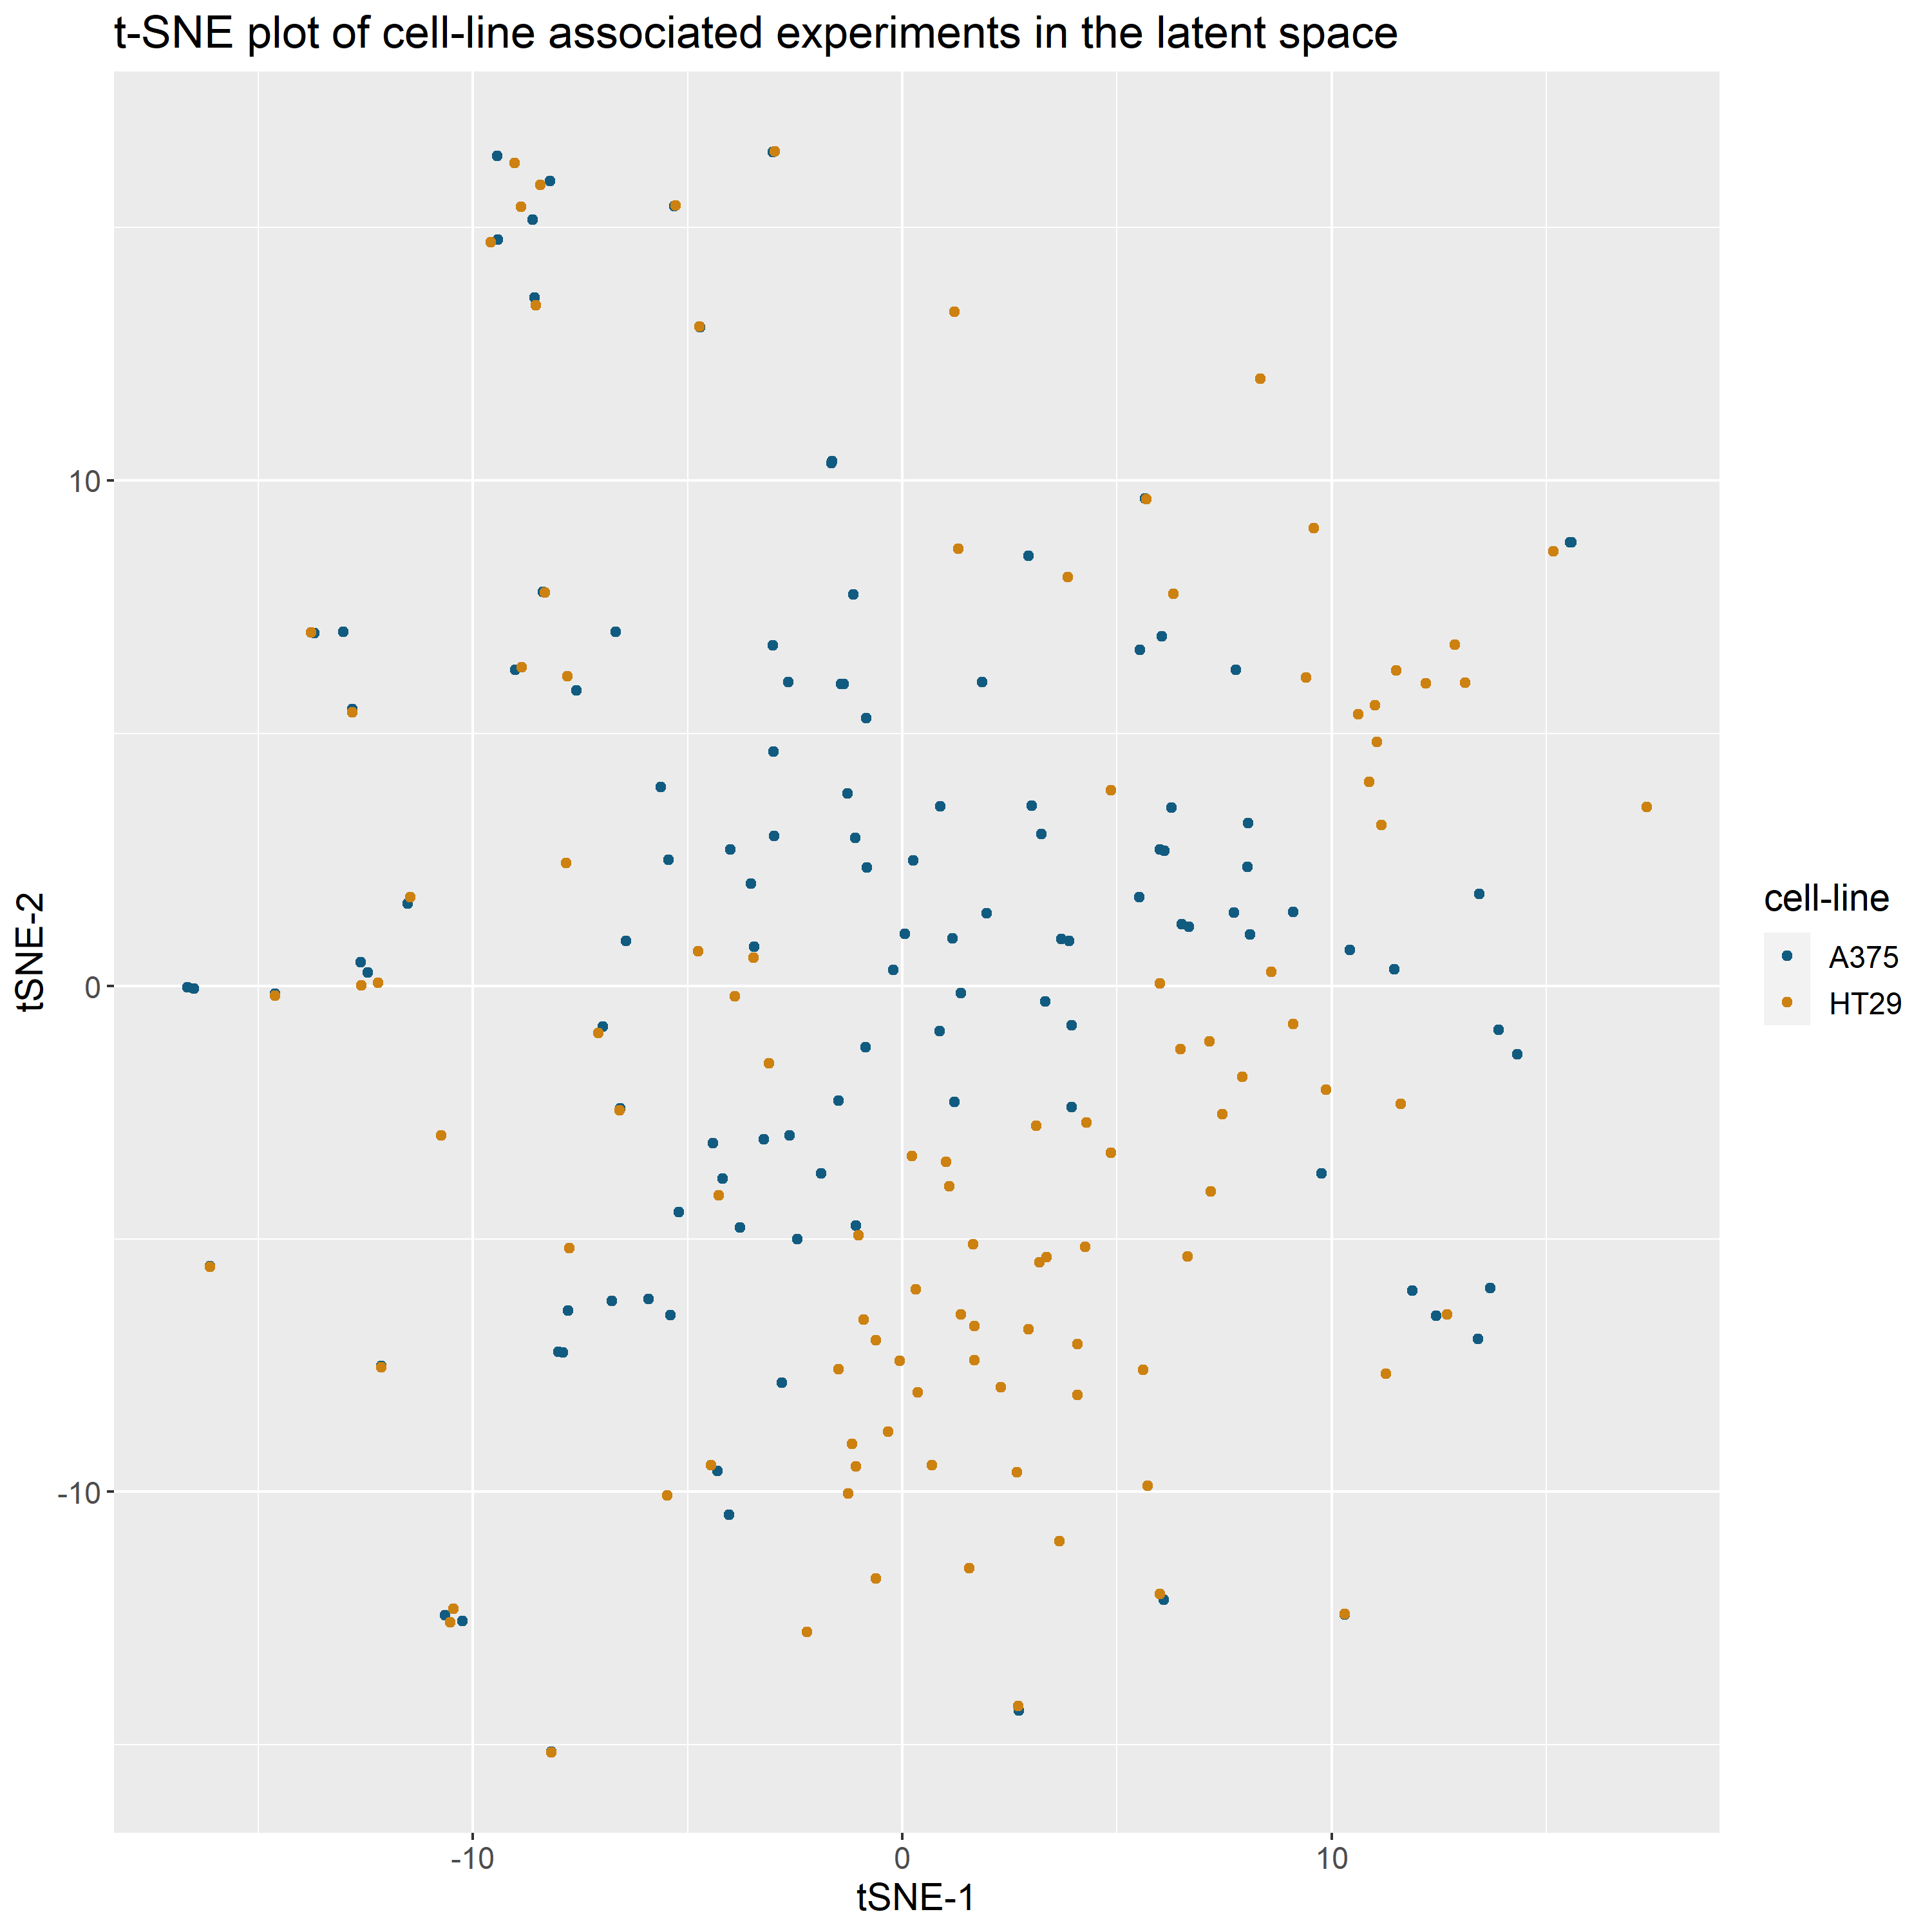 t-SNE plot of cell-line associated experiments in the latent space
10
0
-10
tSNE-2
-10
0
10
tSNE-1
cell-line
A375
HT29